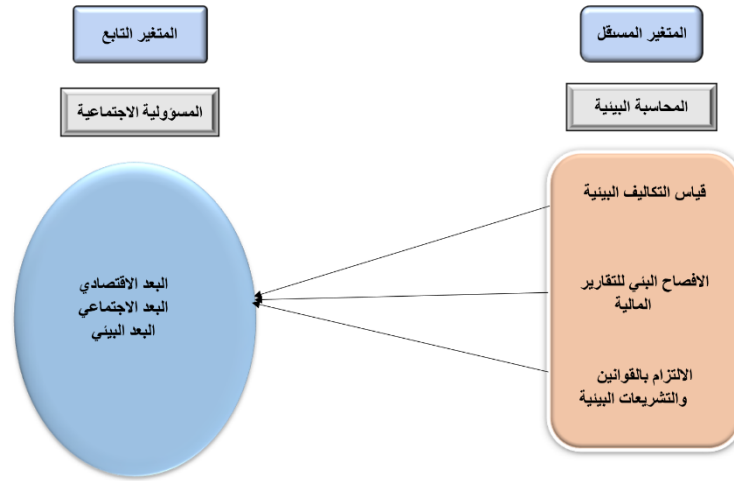 المتغير المستقل
المتغير التابع
المحاسبة البيئية
المسؤولية الاجتماعية
قياس التكاليف البيئية
الافصاح البئي للتقارير
المالية
الالتزام بالقوانين
والتشريعات البيئية
البعد الاقتصادي
البعد الاجتماعي
البعد البيئي